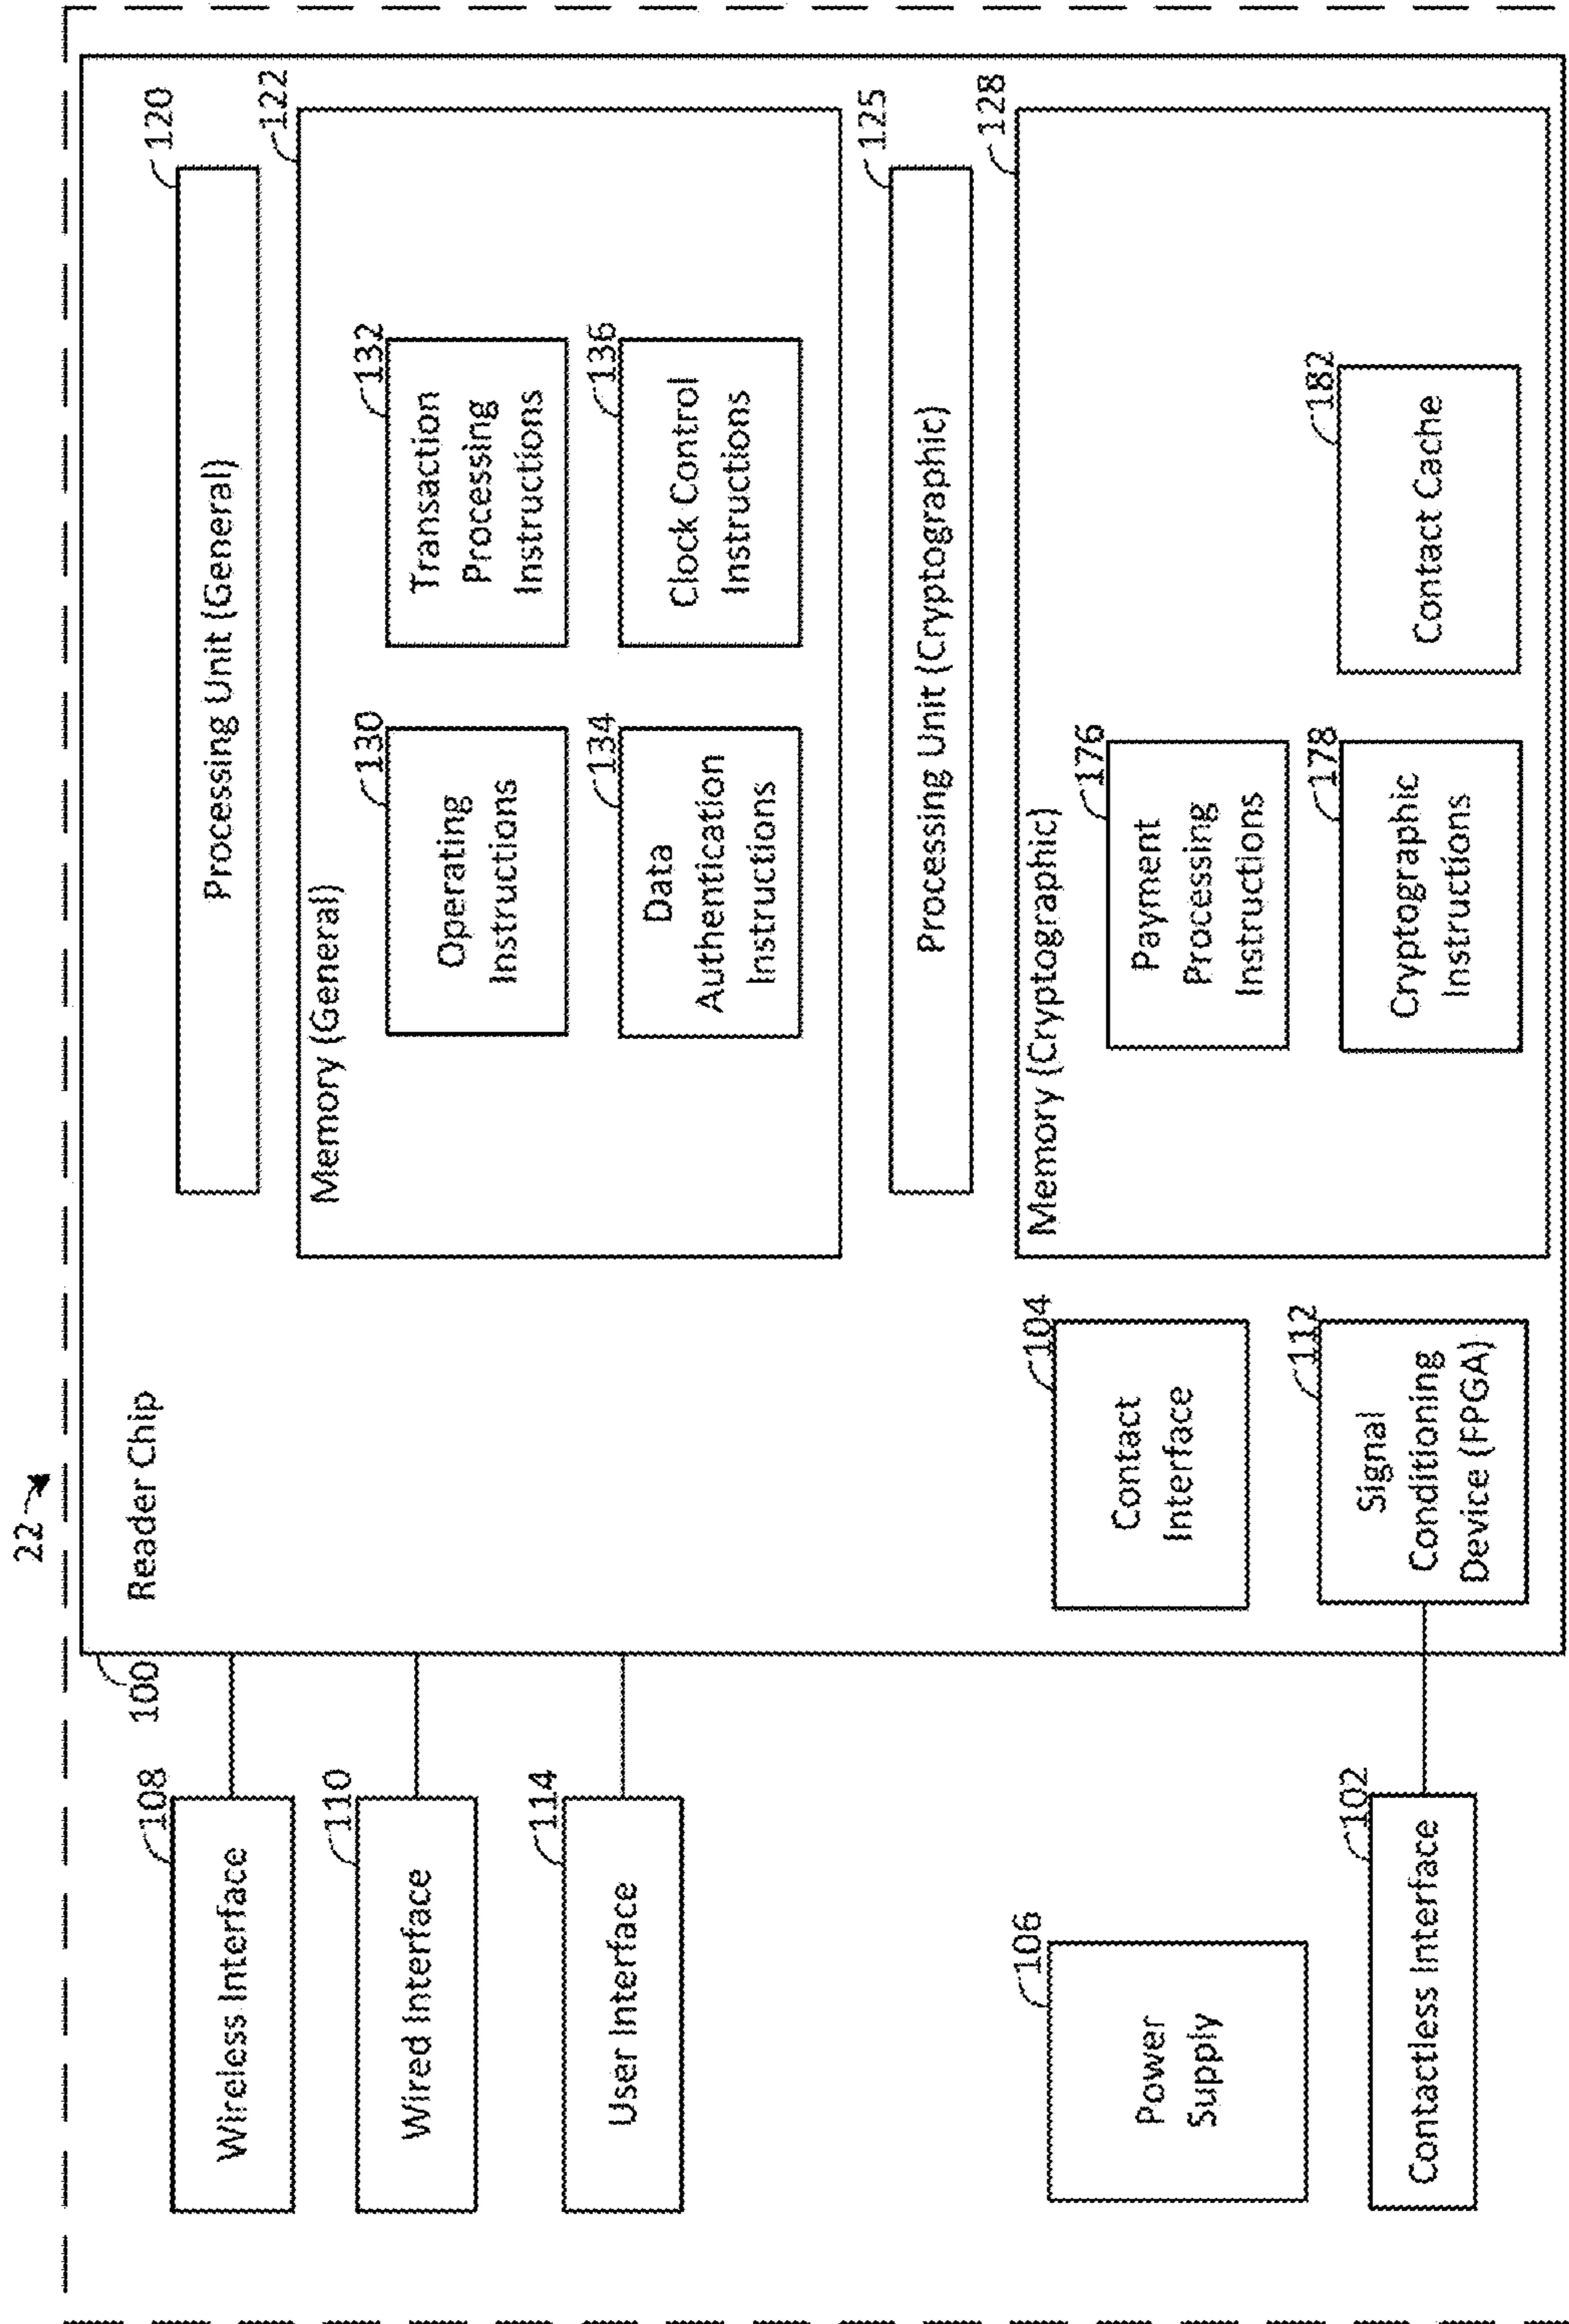 22
100
Reader Chip
108
Wireless Interface
110
Wired Interface
114
User Interface
106
Power
Supply
102
Contactless Interface
104
Contact
Interface
112
Signal
Conditioning
Device (FPGA)
120
Processing Unit (General)
122
Memory (General)
130
Operating
Instructions
132
Transaction
Processing
Instructions
134
Data
Authentication
Instructions
136
Clock Control
Instructions
125
Processing Unit (Cryptographic)
128
Memory (Cryptographic)
176
Payment
Processing
Instructions
178
Cryptographic
Instructions
182
Contact Cache